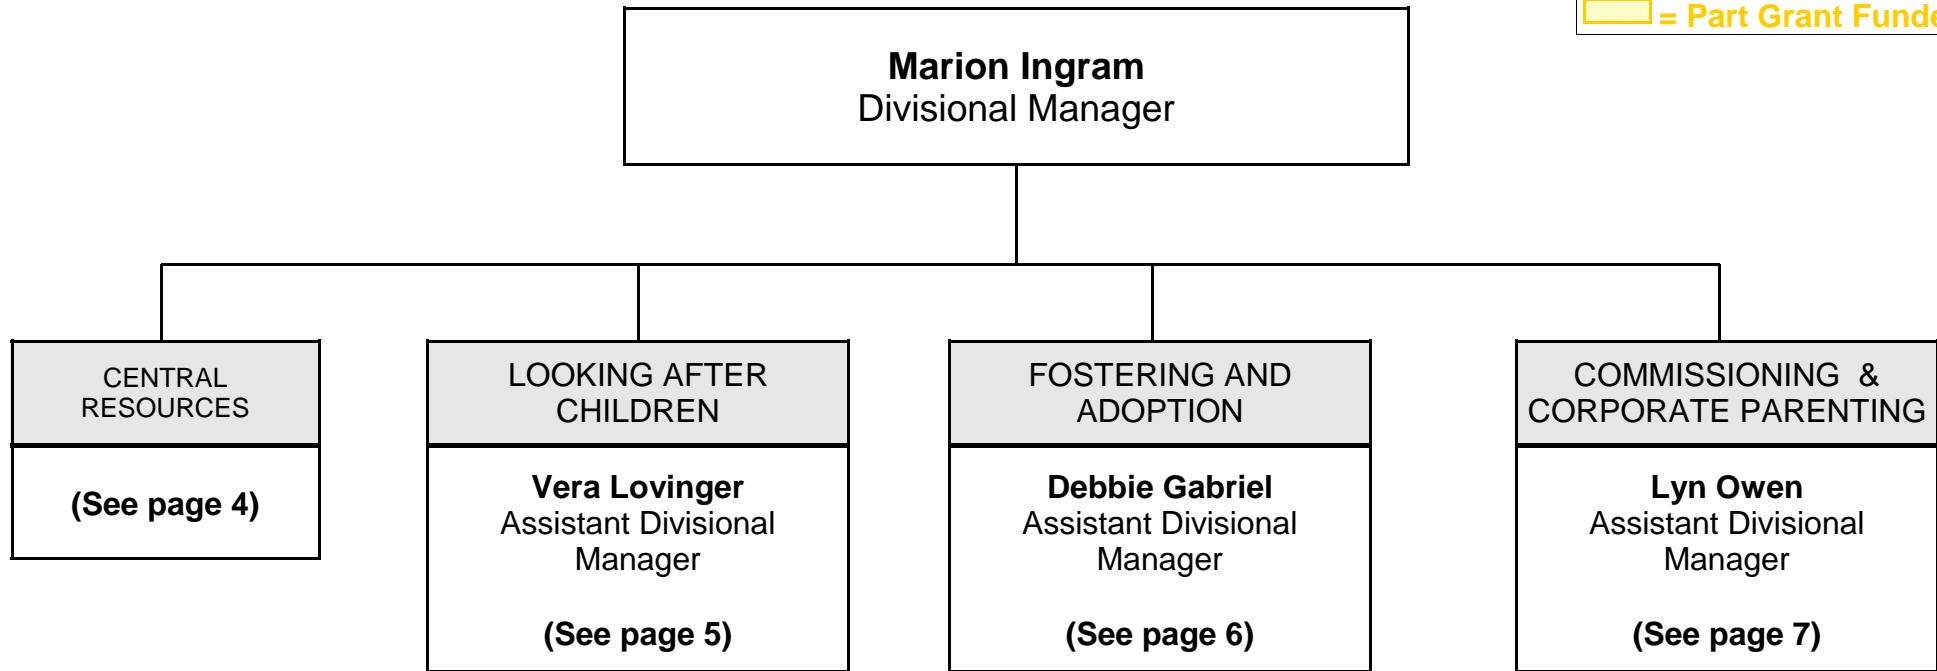 = Part Grant Funde
Marion Ingram
Divisional Manager
CENTRAL
RESOURCES
(See page 4)
LOOKING AFTER
CHILDREN
Vera Lovinger
Assistant Divisional
Manager
(See page 5)
FOSTERING AND
ADOPTION
Debbie Gabriel
Assistant Divisional
Manager
(See page 6)
COMMISSIONING &
CORPORATE PARENTING
Lyn Owen
Assistant Divisional
Manager
(See page 7)